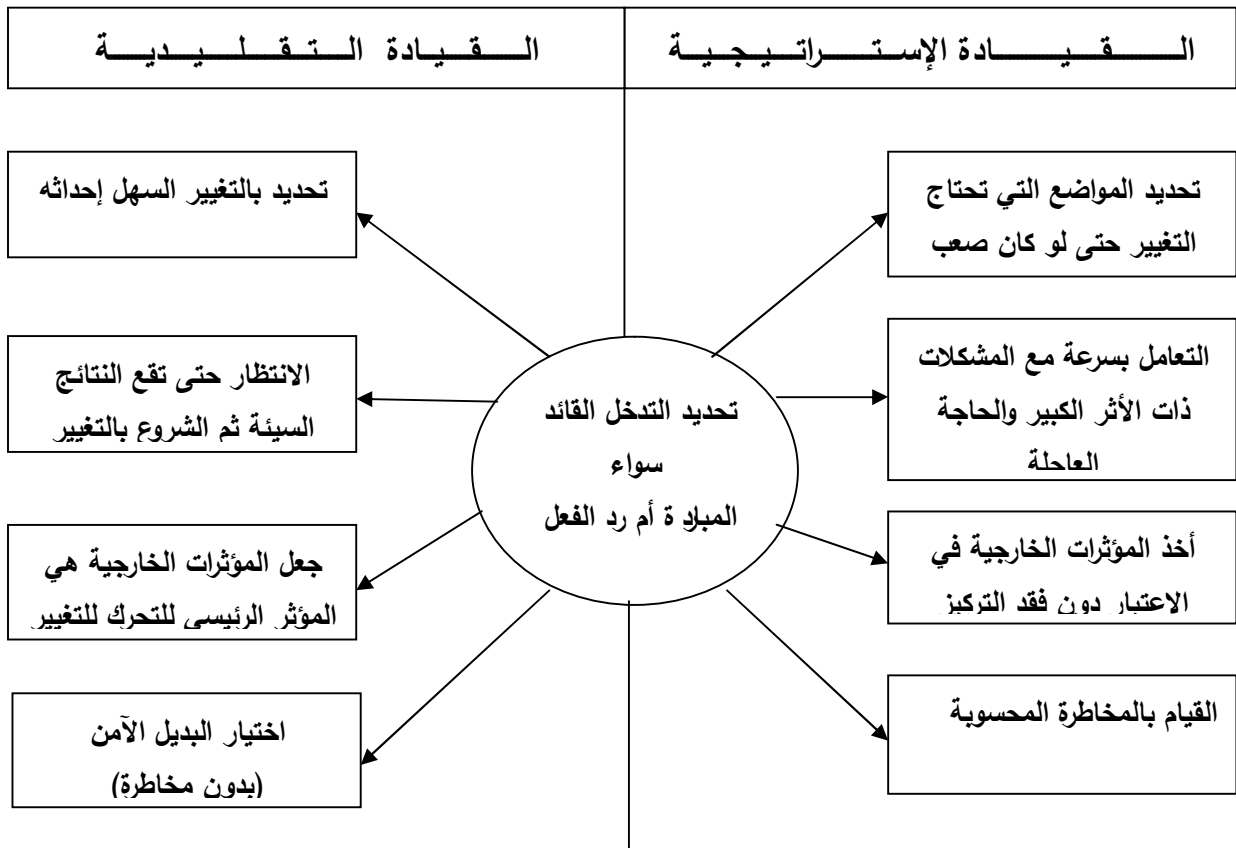 القيادة الإستراتيجية
القيادة التقليدية
تحديد المواضع التي تحتاج
التغيير حتى لو كان صعب
التعامل بسرعة مع المشكلات
ذات الأثر الكبير والحاجة
العاجلة
أخذ المؤثرات الخارجية في
الاعتبار دون فقد التركيز
القيام بالمخاطرة المحسوبة
تحديد التدخل القائد
سواء
المبادرة أم رد الفعل
تحديد بالتغيير السهل إحداثه
الانتظار حتى تقع النتائج
السيئة ثم الشروع بالتغيير
جعل المؤثرات الخارجية هي
المؤثر الرئيسي للتحرك للتغيير
اختيار البديل الآمن
(بدون مخاطرة)